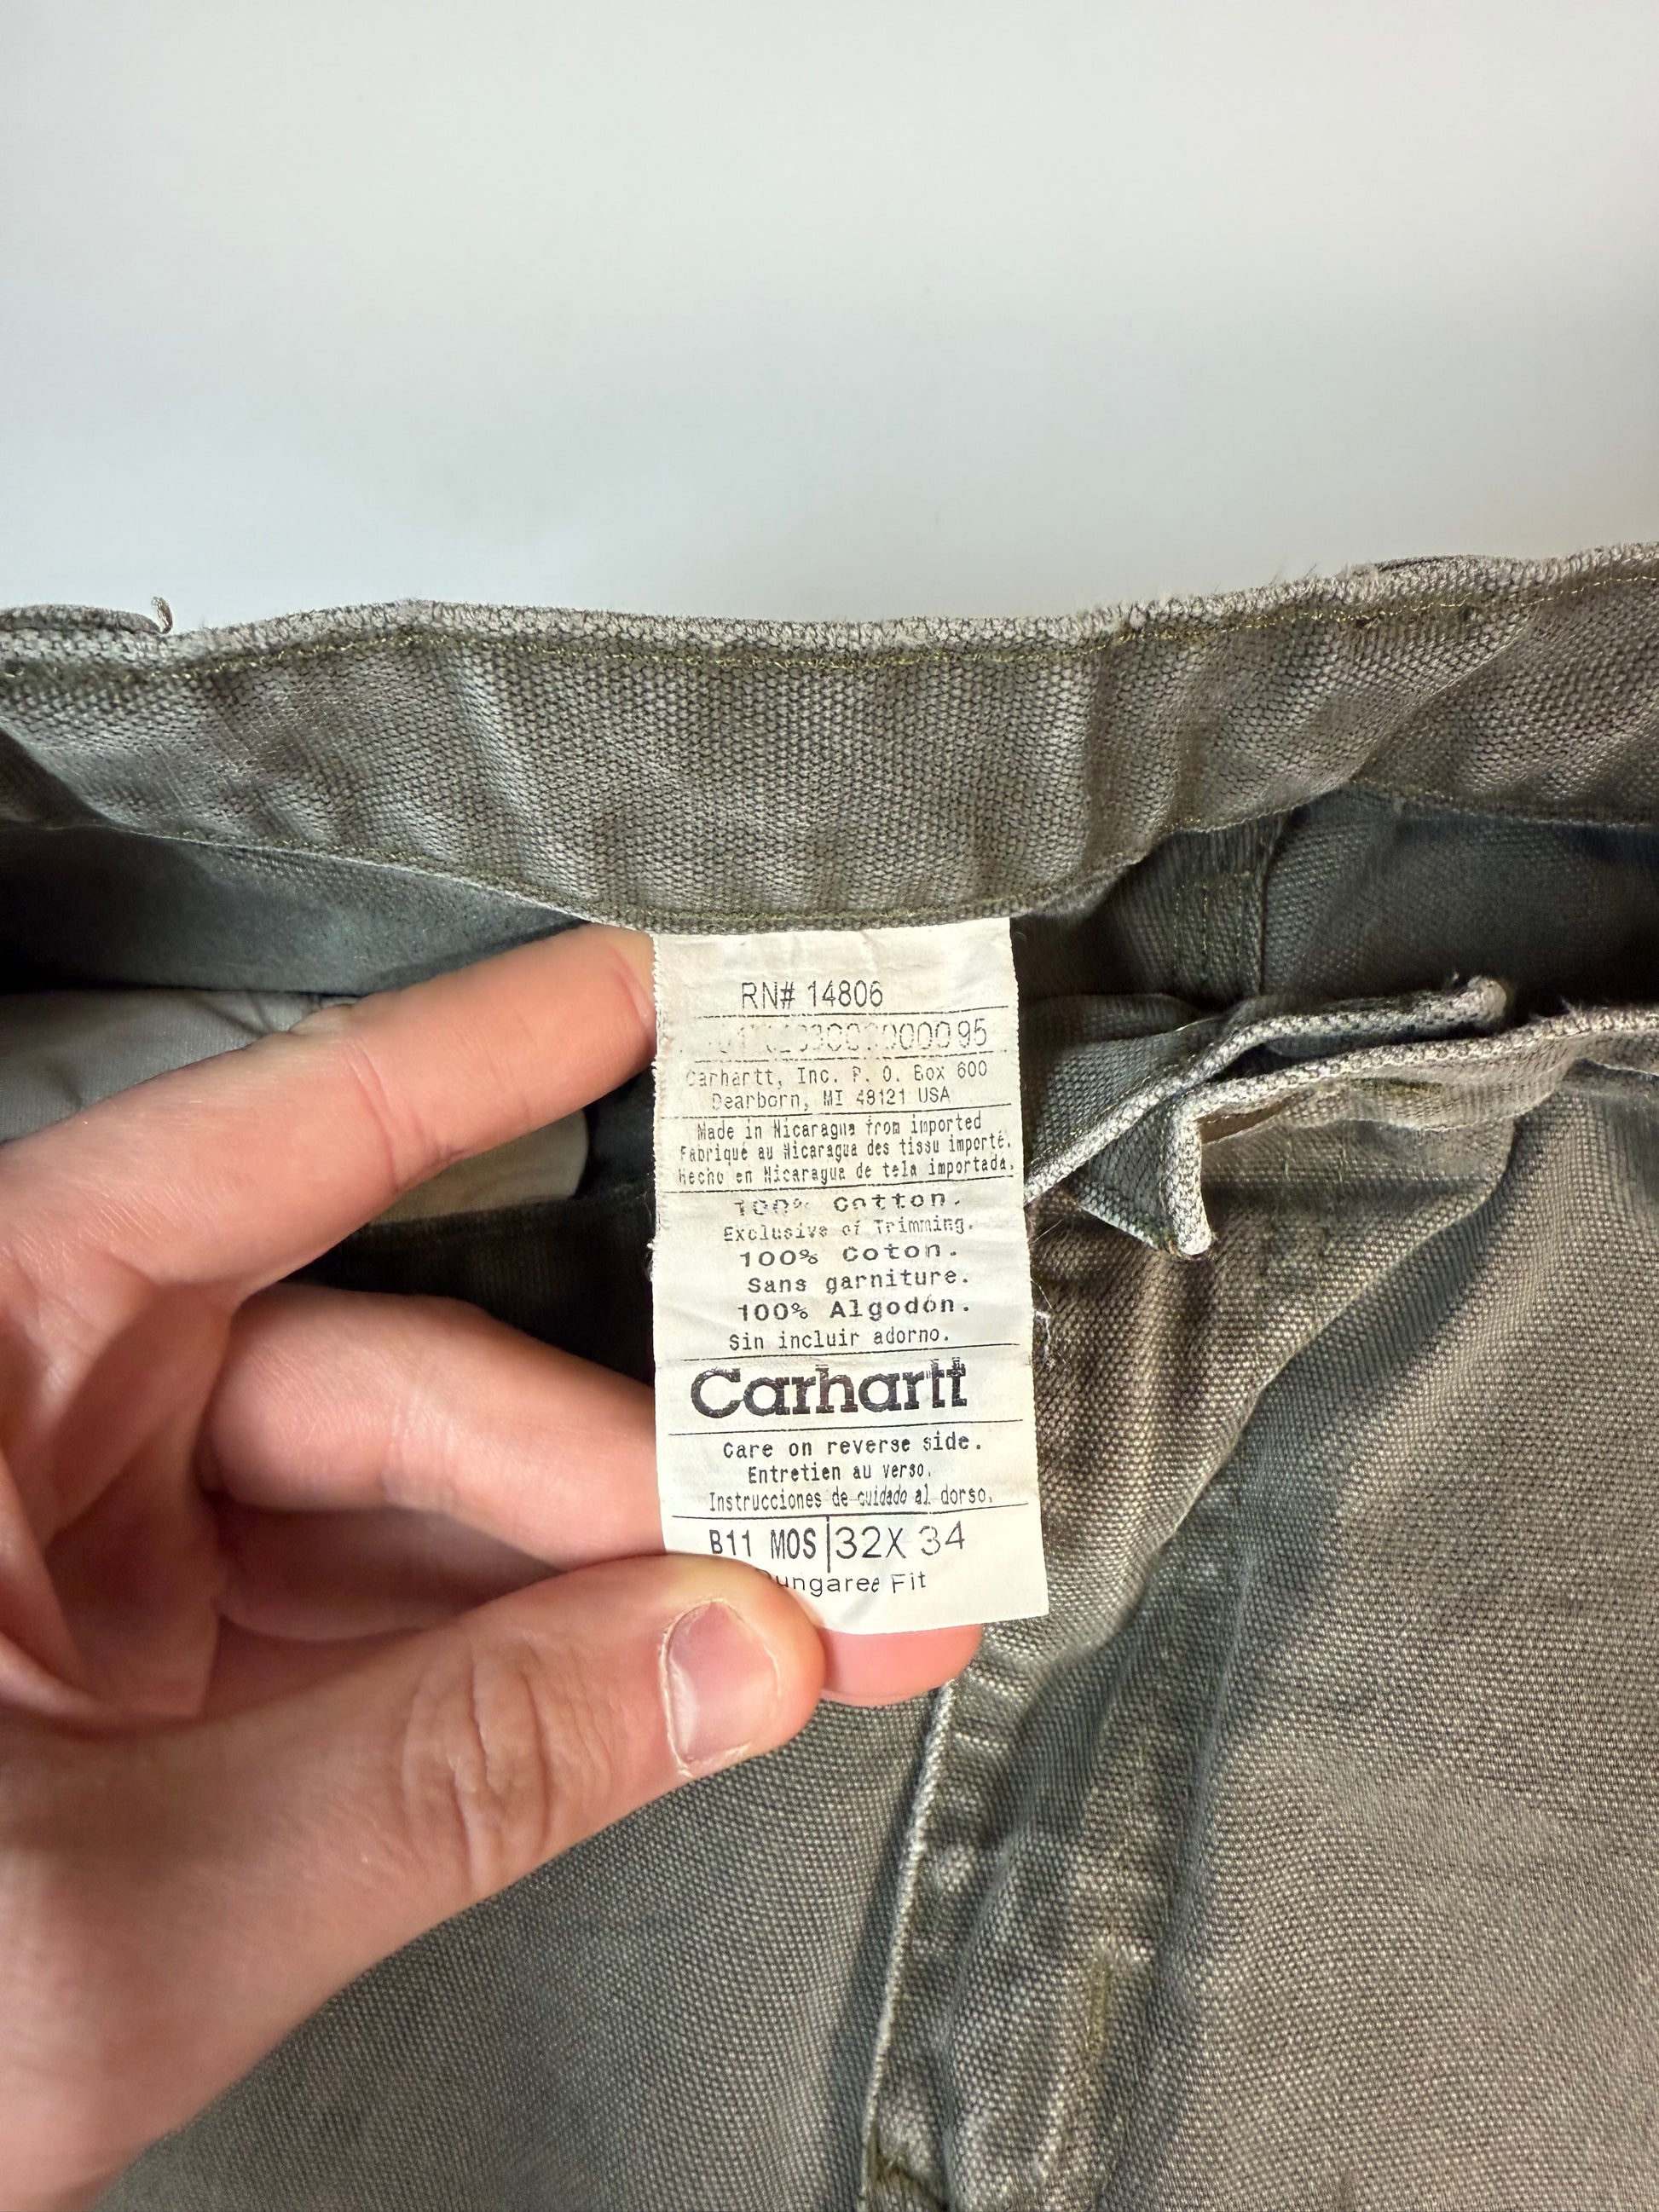 RN# 14806
Carhartt, Inc. P. O. Box 600
Dearborn, MI 48121 USA
Made in Nicaragua from imported
Fabriqué au Nicaragua des tissu importé.
Hecho en Nicaragua de tela importada.
100% Cotton.
Exclusive of Trimming.
100% Coton.
Sans garniture.
100% Algodón.
Sin incluir adorno.
Carhartt
Care on reverse side.
Entretien au verso.
Instrucciones de cuidado al dorso.
B11 MOS 32X 34
Dungaree Fit